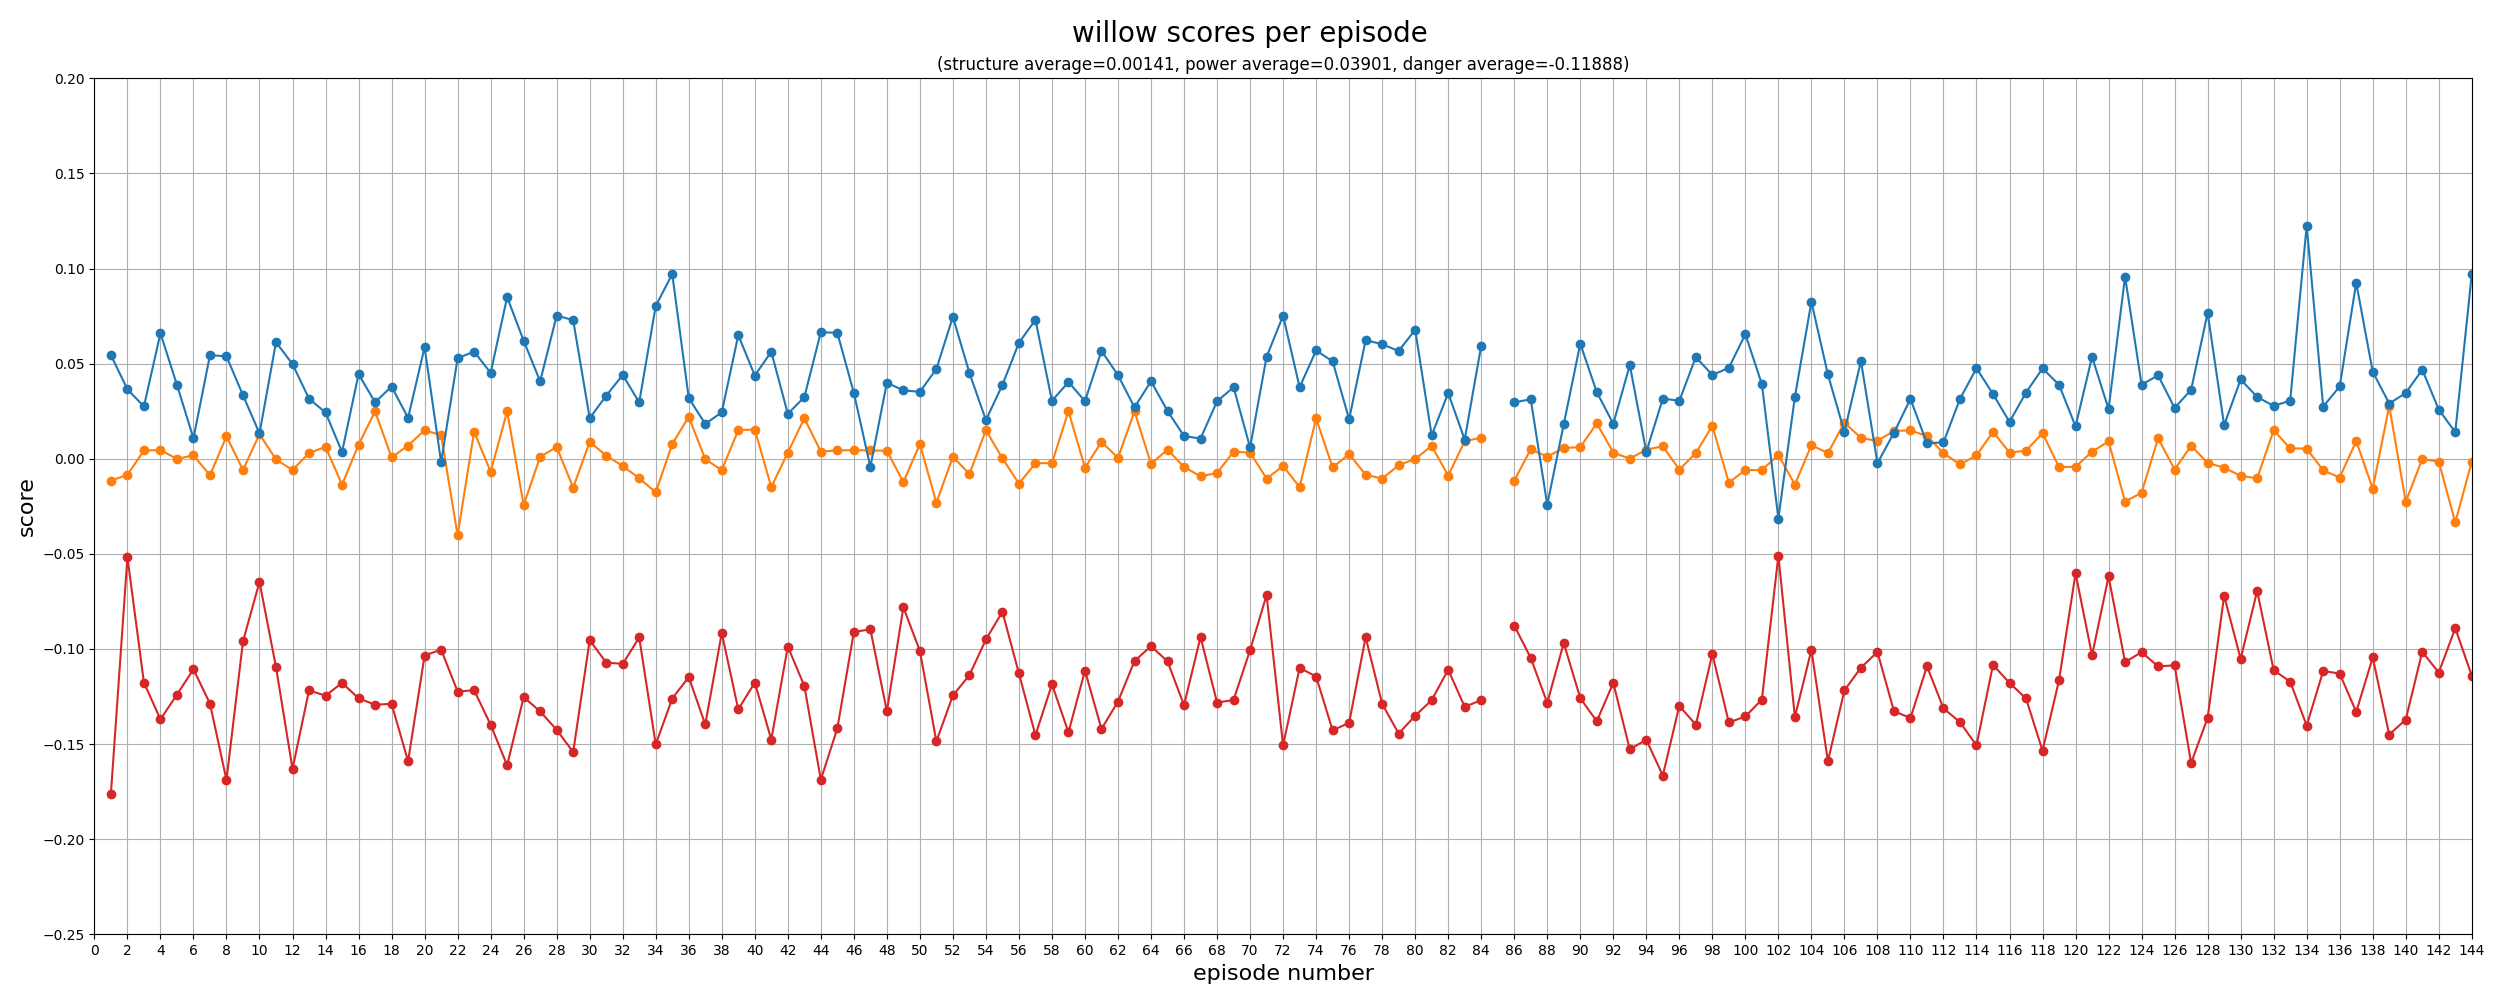 willow scores per episode
(structure average=0.00141, power average=0.03901, danger average=-0.11888)
0.20
0.15
0.10
0.05
0.00
−0.05
−0.10
−0.15
−0.20
−0.25
score
0 2 4 6 8 10 12 14 16 18 20 22 24 26 28 30 32 34 36 38 40 42 44 46 48 50 52 54 56 58 60 62 64 66 68 70 72 74 76 78 80 82 84 86 88 90 92 94 96 98 100 102 104 106 108 110 112 114 116 118 120 122 124 126 128 130 132 134 136 138 140 142 144
episode number